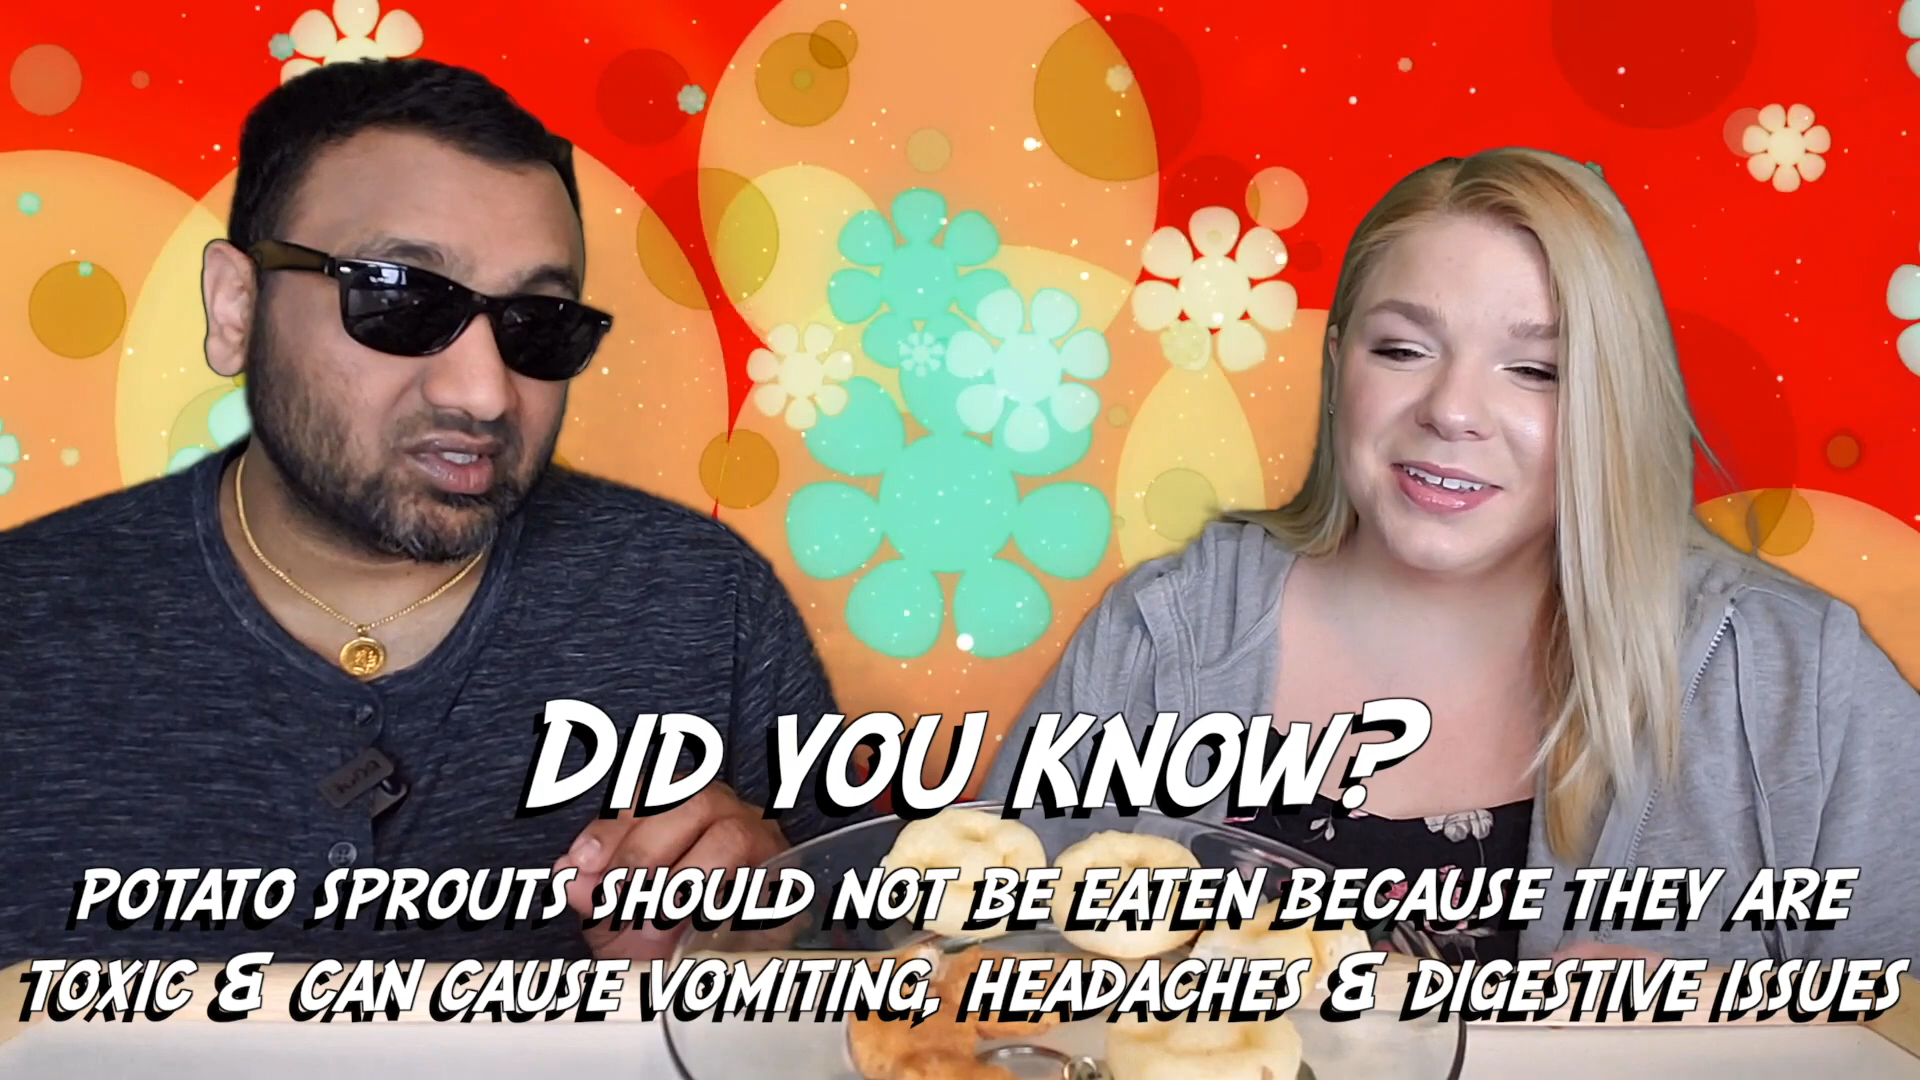 DID YOU KNOW?
POTATO SPROUTS SHOULD NOT BE EATEN BECAUSE THEY ARE
TOXIC & CAN CAUSE VOMITING, HEADACHES & DIGESTIVE ISSUES